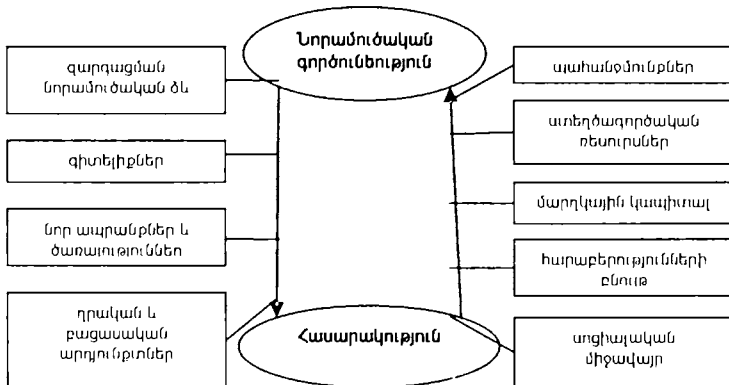 Նորամուծական
գործունեություն
զարգացման
նորամուծական ձև
գիտելիքներ
նոր ապրանքներ և
ծառայություններ
դրական և
բացասական
արդյունքներ
պահանջմունքներ
ստեղծագործական
ռեսուրսներ
մարդկային կապիտալ
հարաբերությունների
բնույթ
սոցիալական
միջավայր
Հասարակություն